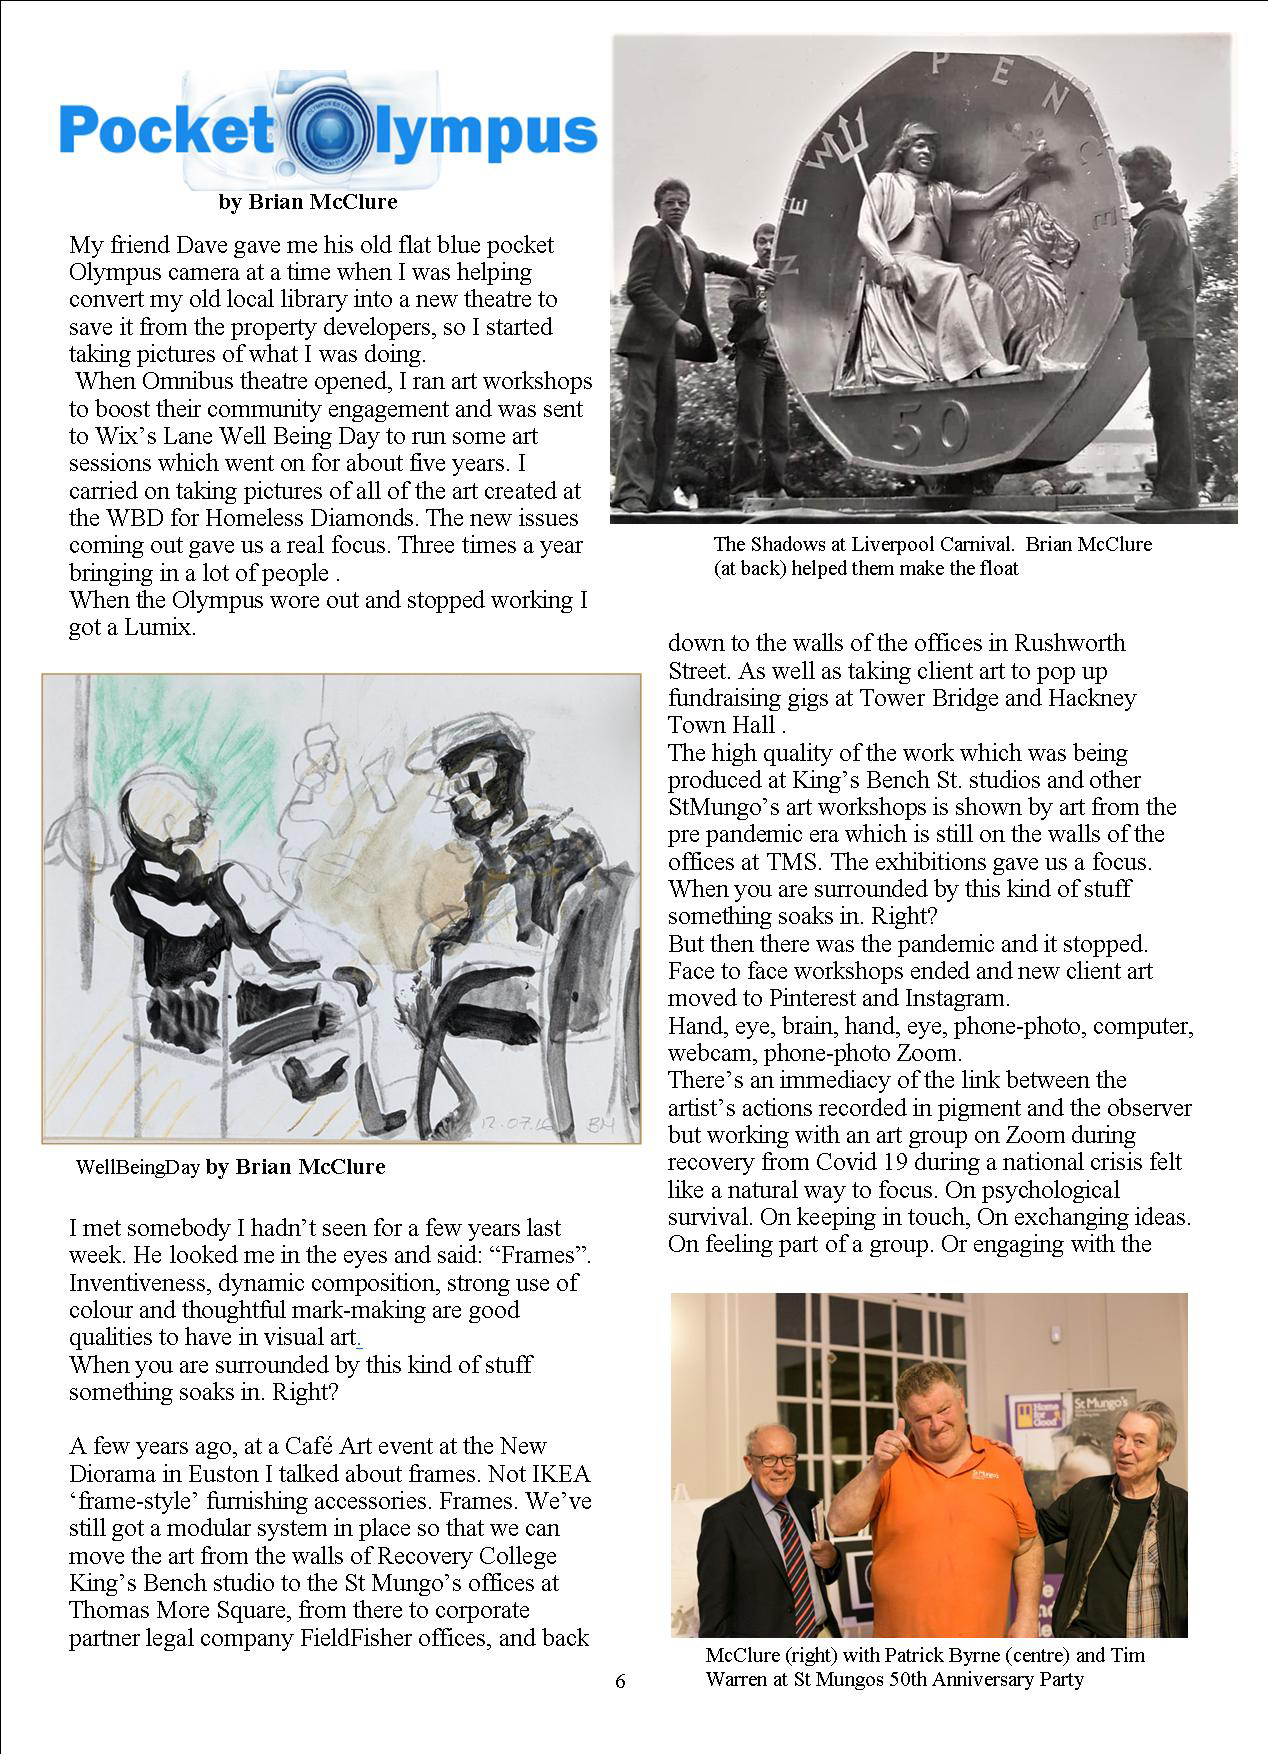 Pocket Olympus
by Brian McClure
My friend Dave gave me his old flat blue pocket
Olympus camera at a time when I was helping
convert my old local library into a new theatre to
save it from the property developers, so I started
taking pictures of what I was doing.
When Omnibus theatre opened, I ran art workshops
to boost their community engagement and was sent
to Wix’s Lane Well Being Day to run some art
sessions which went on for about five years. I
carried on taking pictures of all of the art created at
the WBD for Homeless Diamonds. The new issues
coming out gave us a real focus. Three times a year
bringing in a lot of people .
When the Olympus wore out and stopped working I
got a Lumix.
12.07.16 BM
WellBeingDay by Brian McClure
I met somebody I hadn’t seen for a few years last
week. He looked me in the eyes and said: “Frames”.
Inventiveness, dynamic composition, strong use of
colour and thoughtful mark-making are good
qualities to have in visual art.
When you are surrounded by this kind of stuff
something soaks in. Right?
A few years ago, at a Café Art event at the New
Diorama in Euston I talked about frames. Not IKEA
‘frame-style’ furnishing accessories. Frames. We’ve
still got a modular system in place so that we can
move the art from the walls of Recovery College
King’s Bench studio to the St Mungo’s offices at
Thomas More Square, from there to corporate
partner legal company FieldFisher offices, and back
NEW PENCE
50
The Shadows at Liverpool Carnival. Brian McClure
(at back) helped them make the float
down to the walls of the offices in Rushworth
Street. As well as taking client art to pop up
fundraising gigs at Tower Bridge and Hackney
Town Hall .
The high quality of the work which was being
produced at King’s Bench St. studios and other
StMungo’s art workshops is shown by art from the
pre pandemic era which is still on the walls of the
offices at TMS. The exhibitions gave us a focus.
When you are surrounded by this kind of stuff
something soaks in. Right?
But then there was the pandemic and it stopped.
Face to face workshops ended and new client art
moved to Pinterest and Instagram.
Hand, eye, brain, hand, eye, phone-photo, computer,
webcam, phone-photo Zoom.
There’s an immediacy of the link between the
artist’s actions recorded in pigment and the observer
but working with an art group on Zoom during
recovery from Covid 19 during a national crisis felt
like a natural way to focus. On psychological
survival. On keeping in touch, On exchanging ideas.
On feeling part of a group. Or engaging with the
Home for Good
St Mungo's
St Mungo's
McClure (right) with Patrick Byrne (centre) and Tim
Warren at St Mungos 50th Anniversary Party
6